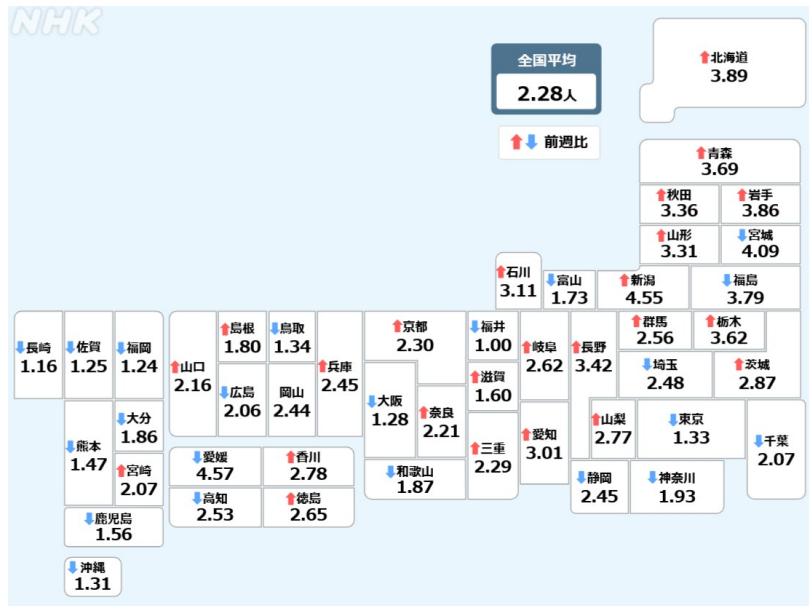 NHK
全国平均
2.28人
↑↓前週比
↑北海道
3.89
↑青森
3.69
↑秋田
3.36
↑岩手
3.86
↑山形
3.31
↓宮城
4.09
↑石川
3.11
↓富山
1.73
↑新潟
4.55
↓福島
3.79
↓長崎
1.16
↓佐賀
1.25
↓福岡
1.24
↑山口
2.16
↑島根
1.80
↓鳥取
1.34
↑兵庫
2.45
↑京都
2.30
↓福井
1.00
↑岐阜
2.62
↑長野
3.42
↑群馬
2.56
↑栃木
3.62
↓広島
2.06
岡山
2.44
↓大阪
1.28
↑奈良
2.21
↑滋賀
1.60
↓埼玉
2.48
↑茨城
2.87
↓熊本
1.47
↓大分
1.86
↑宮崎
2.07
↑三重
2.29
↑愛知
3.01
↑山梨
2.77
↓東京
1.33
↓千葉
2.07
↓愛媛
4.57
↑香川
2.78
↓和歌山
1.87
↓静岡
2.45
↓神奈川
1.93
↓高知
2.53
↑徳島
2.65
↓鹿児島
1.56
↓沖縄
1.31